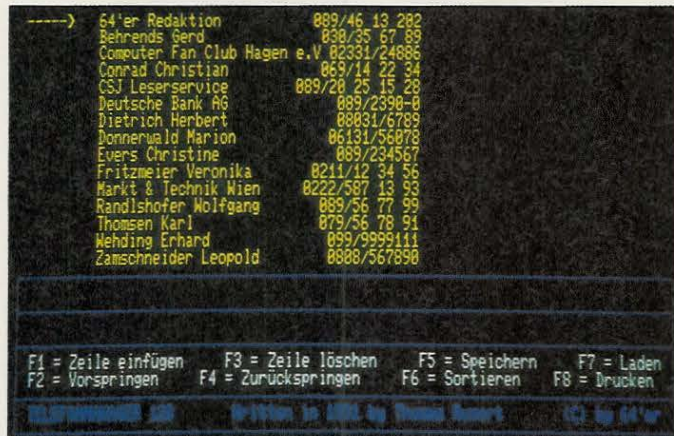 -----> 64'er Redaktion 089/46 13 202
Behrends Gerd 030/35 67 89
Computer Fan Club Hagen e.V 02331/24886
Conrad Christian 069/14 22 34
CSJ Leserservice 089/20 25 15 28
Deutsche Bank AG 089/2390-0
Dietrich Herbert 08031/6789
Donnerwald Marion 06131/56078
Evers Christine 089/234567
Fritzmeier Veronika 0211/12 34 56
Markt & Technik Wien 0222/587 13 93
Randlshofer Wolfgang 089/56 77 99
Thomsen Karl 079/56 78 91
Wehding Erhard 099/9999111
Zamschneider Leopold 0808/567890
F1 = Zeile einfügen F3 = Zeile löschen F5 = Speichern F7 = Laden
F2 = Vorspringen F4 = Zurückspringen F6 = Sortieren F8 = Drucken
Written in by Thomas (C) by 64'er